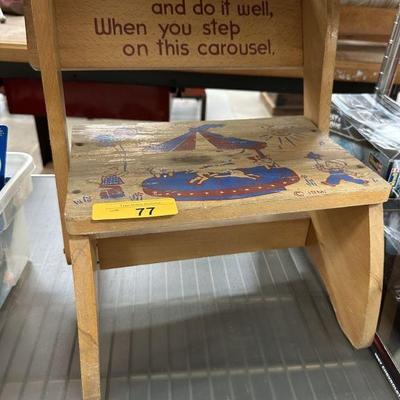 and do it well,
When you step
on this carousel.
77